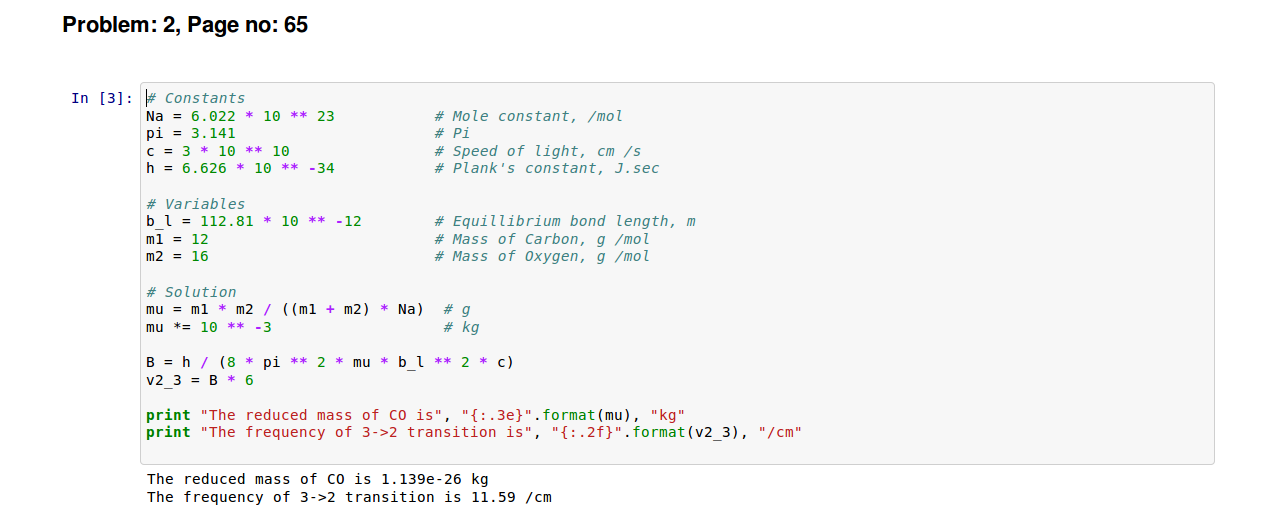 Problem: 2, Page no: 65
In [3]:
# Constants
Na = 6.022 * 10 ** 23           # Mole constant, /mol
pi = 3.141                      # Pi
c = 3 * 10 ** 10                # Speed of light, cm /s
h = 6.626 * 10 ** -34           # Plank's constant, J.sec
# Variables
b_l = 112.81 * 10 ** -12        # Equillibrium bond length, m
m1 = 12                         # Mass of Carbon, g /mol
m2 = 16                         # Mass of Oxygen, g /mol
# Solution
mu = m1 * m2 / ((m1 + m2) * Na)  # g
mu *= 10 ** -3                   # kg
B = h / (8 * pi ** 2 * mu * b_l ** 2 * c)
v2_3 = B * 6
print "The reduced mass of CO is", "{:.3e}".format(mu), "kg"
print "The frequency of 3->2 transition is", "{:.2f}".format(v2_3), "/cm"
The reduced mass of CO is 1.139e-26 kg
The frequency of 3->2 transition is 11.59 /cm